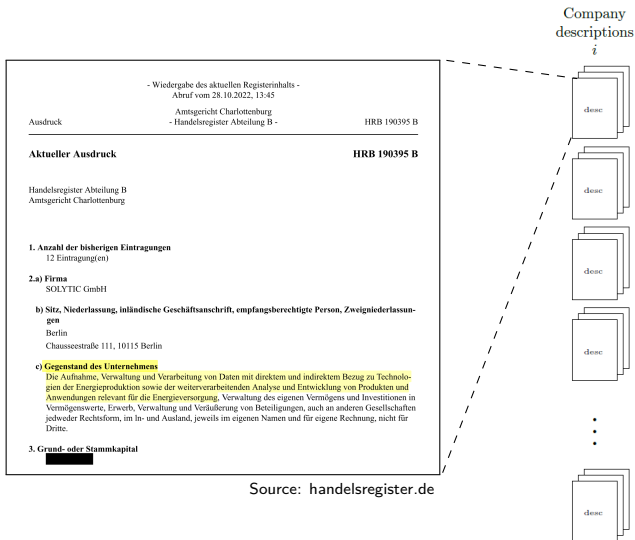 Company
descriptions
i
- Wiedergabe des aktuellen Registerinhalts -
Abruf vom 28.10.2022, 13:45
Amtsgericht Charlottenburg
Ausdruck - Handelsregister Abteilung B - HRB 190395 B
Aktueller Ausdruck HRB 190395 B
Handelsregister Abteilung B
Amtsgericht Charlottenburg
1. Anzahl der bisherigen Eintragungen
12 Eintragung(en)
2.a) Firma
SOLYTIC GmbH
b) Sitz, Niederlassung, inländische Geschäftsanschrift, empfangsberechtigte Person, Zweigniederlassun-
gen
Berlin
Chausseestraße 111, 10115 Berlin
c) Gegenstand des Unternehmens
Die Aufnahme, Verwaltung und Verarbeitung von Daten mit direktem und indirektem Bezug zu Technolo-
gien der Energieproduktion sowie der weiterverarbeitenden Analyse und Entwicklung von Produkten und
Anwendungen relevant für die Energieversorgung, Verwaltung des eigenen Vermögens und Investitionen in
Vermögenswerte, Erwerb, Verwaltung und Veräußerung von Beteiligungen, auch an anderen Gesellschaften
jedweder Rechtsform, im In- und Ausland, jeweils im eigenen Namen und für eigene Rechnung, nicht für
Dritte.
3. Grund- oder Stammkapital
Source: handelsregister.de
desc
desc
desc
desc
desc